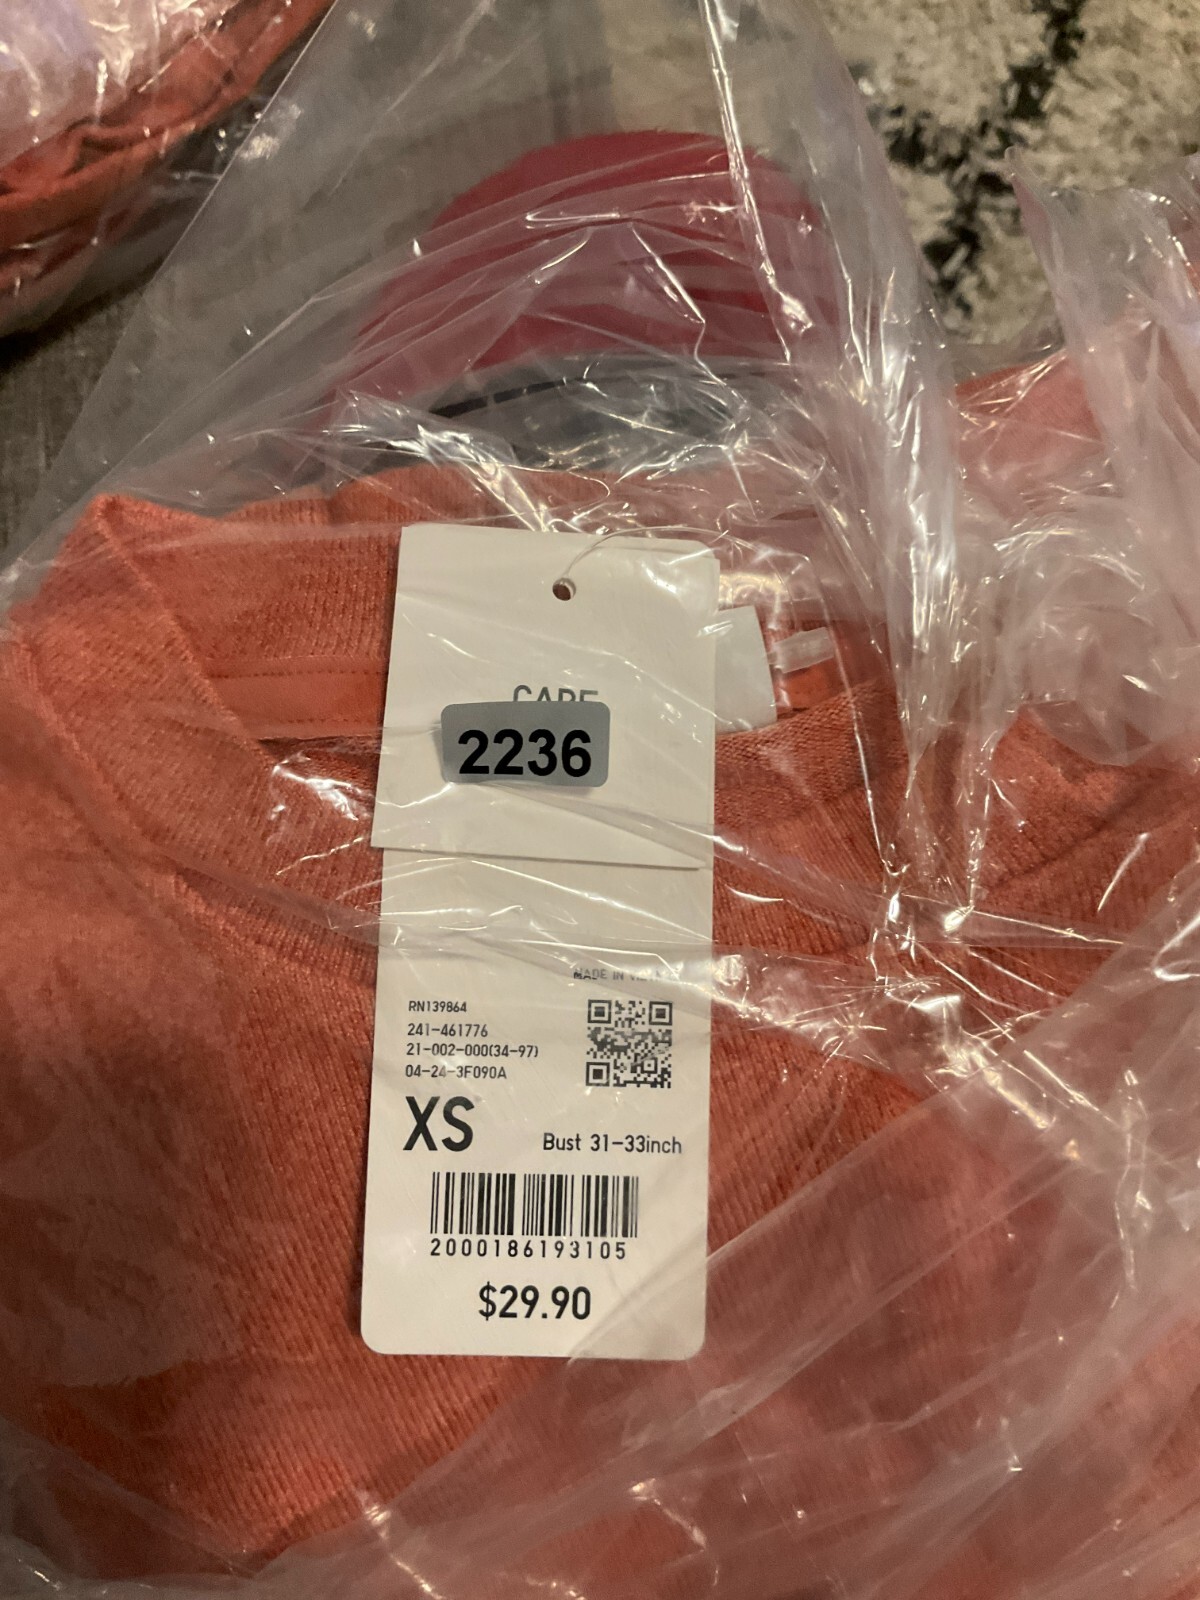 CARE
2236
MADE IN
RN139864
241-461776
21-002-000(34-97)
04-24-3F090A
XS
Bust 31-33inch
2000186193105
$29.90